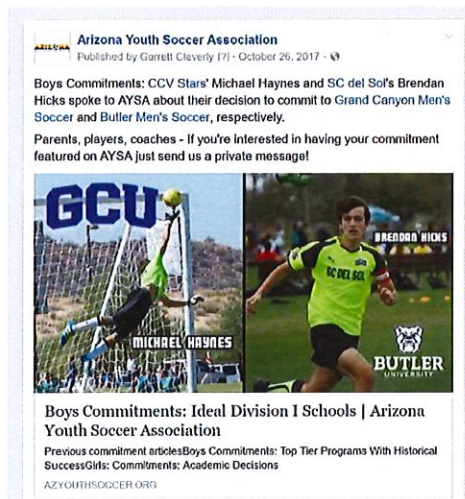 ARIZONA
Arizona Youth Soccer Association
Published by Garrett Cleverly [?] · October 26, 2017 ·
Boys Commitments: CCV Stars' Michael Haynes and SC del Sol's Brendan
Hicks spoke to AYSA about their decision to commit to Grand Canyon Men's
Soccer and Butler Men's Soccer, respectively.
Parents, players, coaches - If you're interested in having your commitment
featured on AYSA just send us a private message!
GCU
MICHAEL HAYNES
BRENDAN HICKS
SC DEL SOL
BUTLER
UNIVERSITY
Boys Commitments: Ideal Division I Schools | Arizona
Youth Soccer Association
Previous commitment articlesBoys Commitments: Top Tier Programs With Historical
SuccessGirls: Commitments: Academic Decisions
AZYOUTHSOCCER.ORG